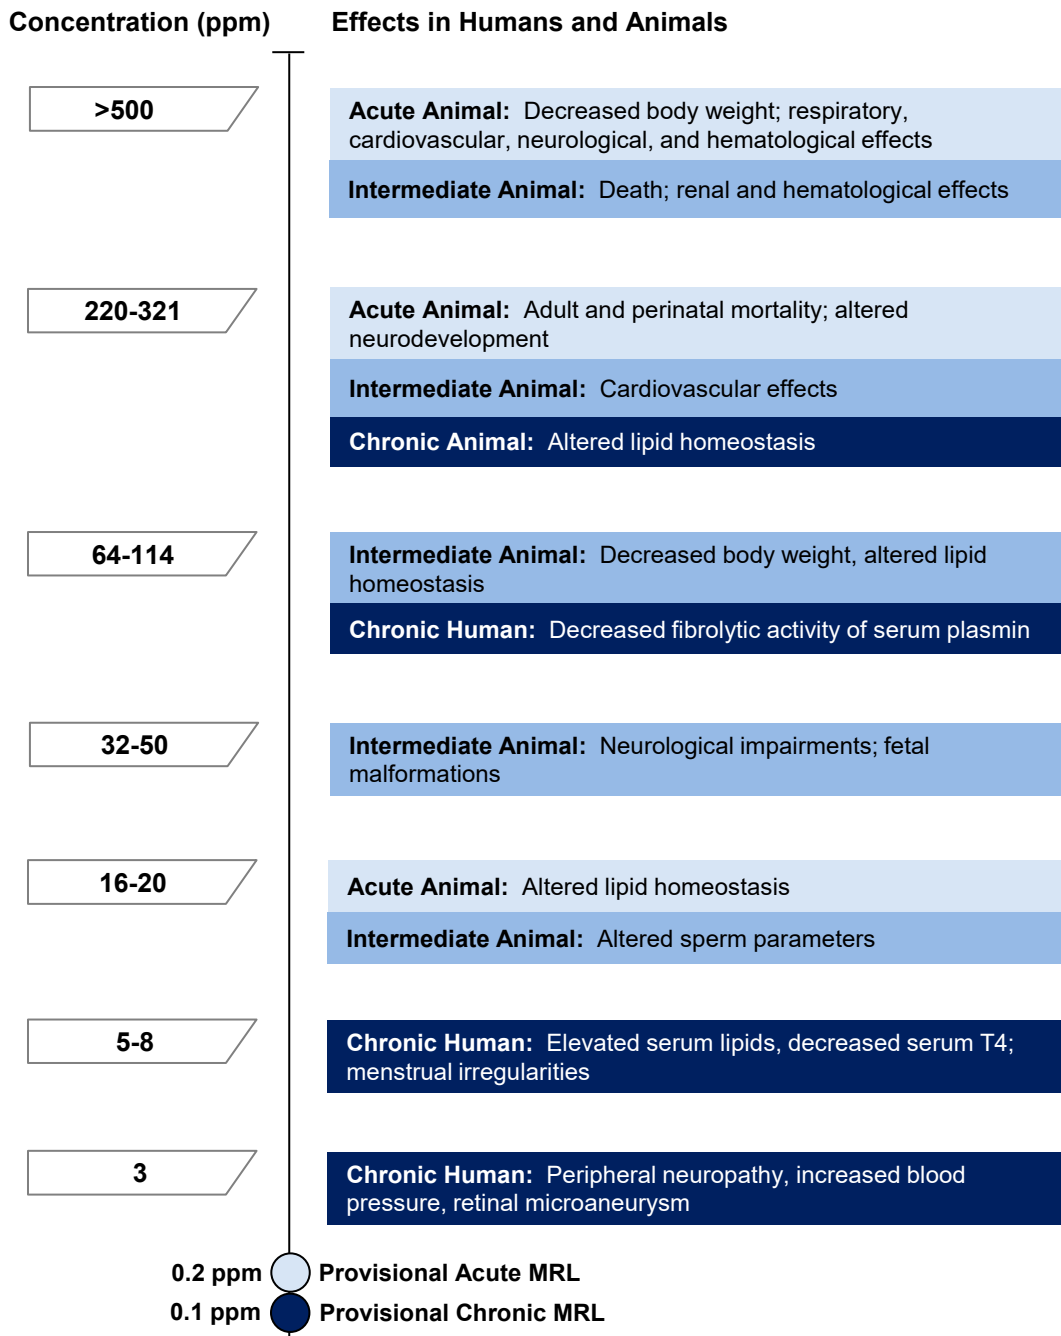 Concentration (ppm) Effects in Humans and Animals
>500
Acute Animal: Decreased body weight; respiratory,
cardiovascular, neurological, and hematological effects
Intermediate Animal: Death; renal and hematological effects
220-321
Acute Animal: Adult and perinatal mortality; altered
neurodevelopment
Intermediate Animal: Cardiovascular effects
Chronic Animal: Altered lipid homeostasis
64-114
Intermediate Animal: Decreased body weight, altered lipid
homeostasis
Chronic Human: Decreased fibrolytic activity of serum plasmin
32-50
Intermediate Animal: Neurological impairments; fetal
malformations
16-20
Acute Animal: Altered lipid homeostasis
Intermediate Animal: Altered sperm parameters
5-8
Chronic Human: Elevated serum lipids, decreased serum T4;
menstrual irregularities
3
Chronic Human: Peripheral neuropathy, increased blood
pressure, retinal microaneurysm
0.2 ppm Provisional Acute MRL
0.1 ppm Provisional Chronic MRL